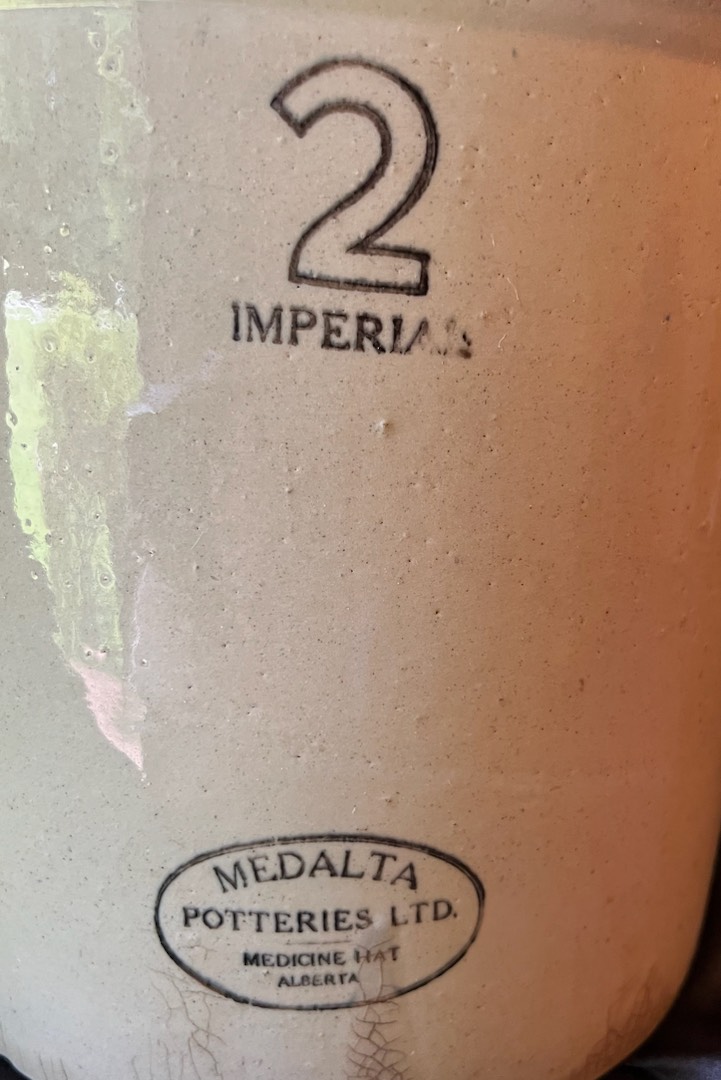 2
IMPERIAL
MEDALTA
POTTERIES LTD.
MEDICINE HAT
ALBERTA